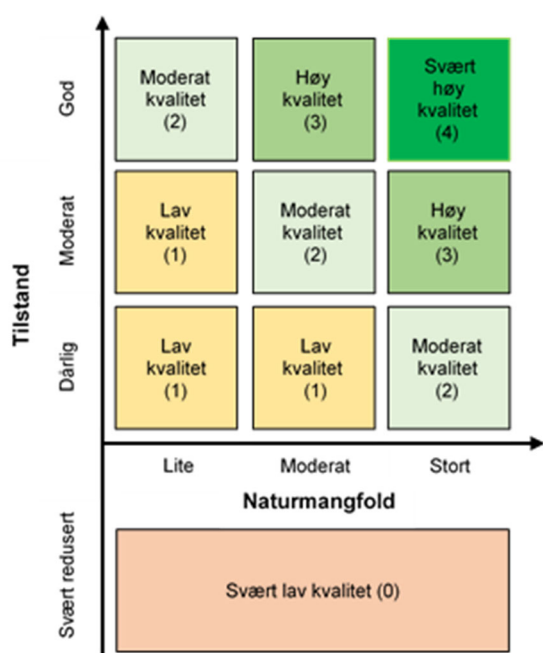 God
Moderat
kvalitet
(2)
Høy
kvalitet
(3)
Svært
høy
kvalitet
(4)
Moderat
Lav
kvalitet
(1)
Moderat
kvalitet
(2)
Høy
kvalitet
(3)
Tilstand
Dårlig
Lav
kvalitet
(1)
Lav
kvalitet
(1)
Moderat
kvalitet
(2)
Lite
Moderat
Stort
Naturmangfold
Svært redusert
Svært lav kvalitet (0)